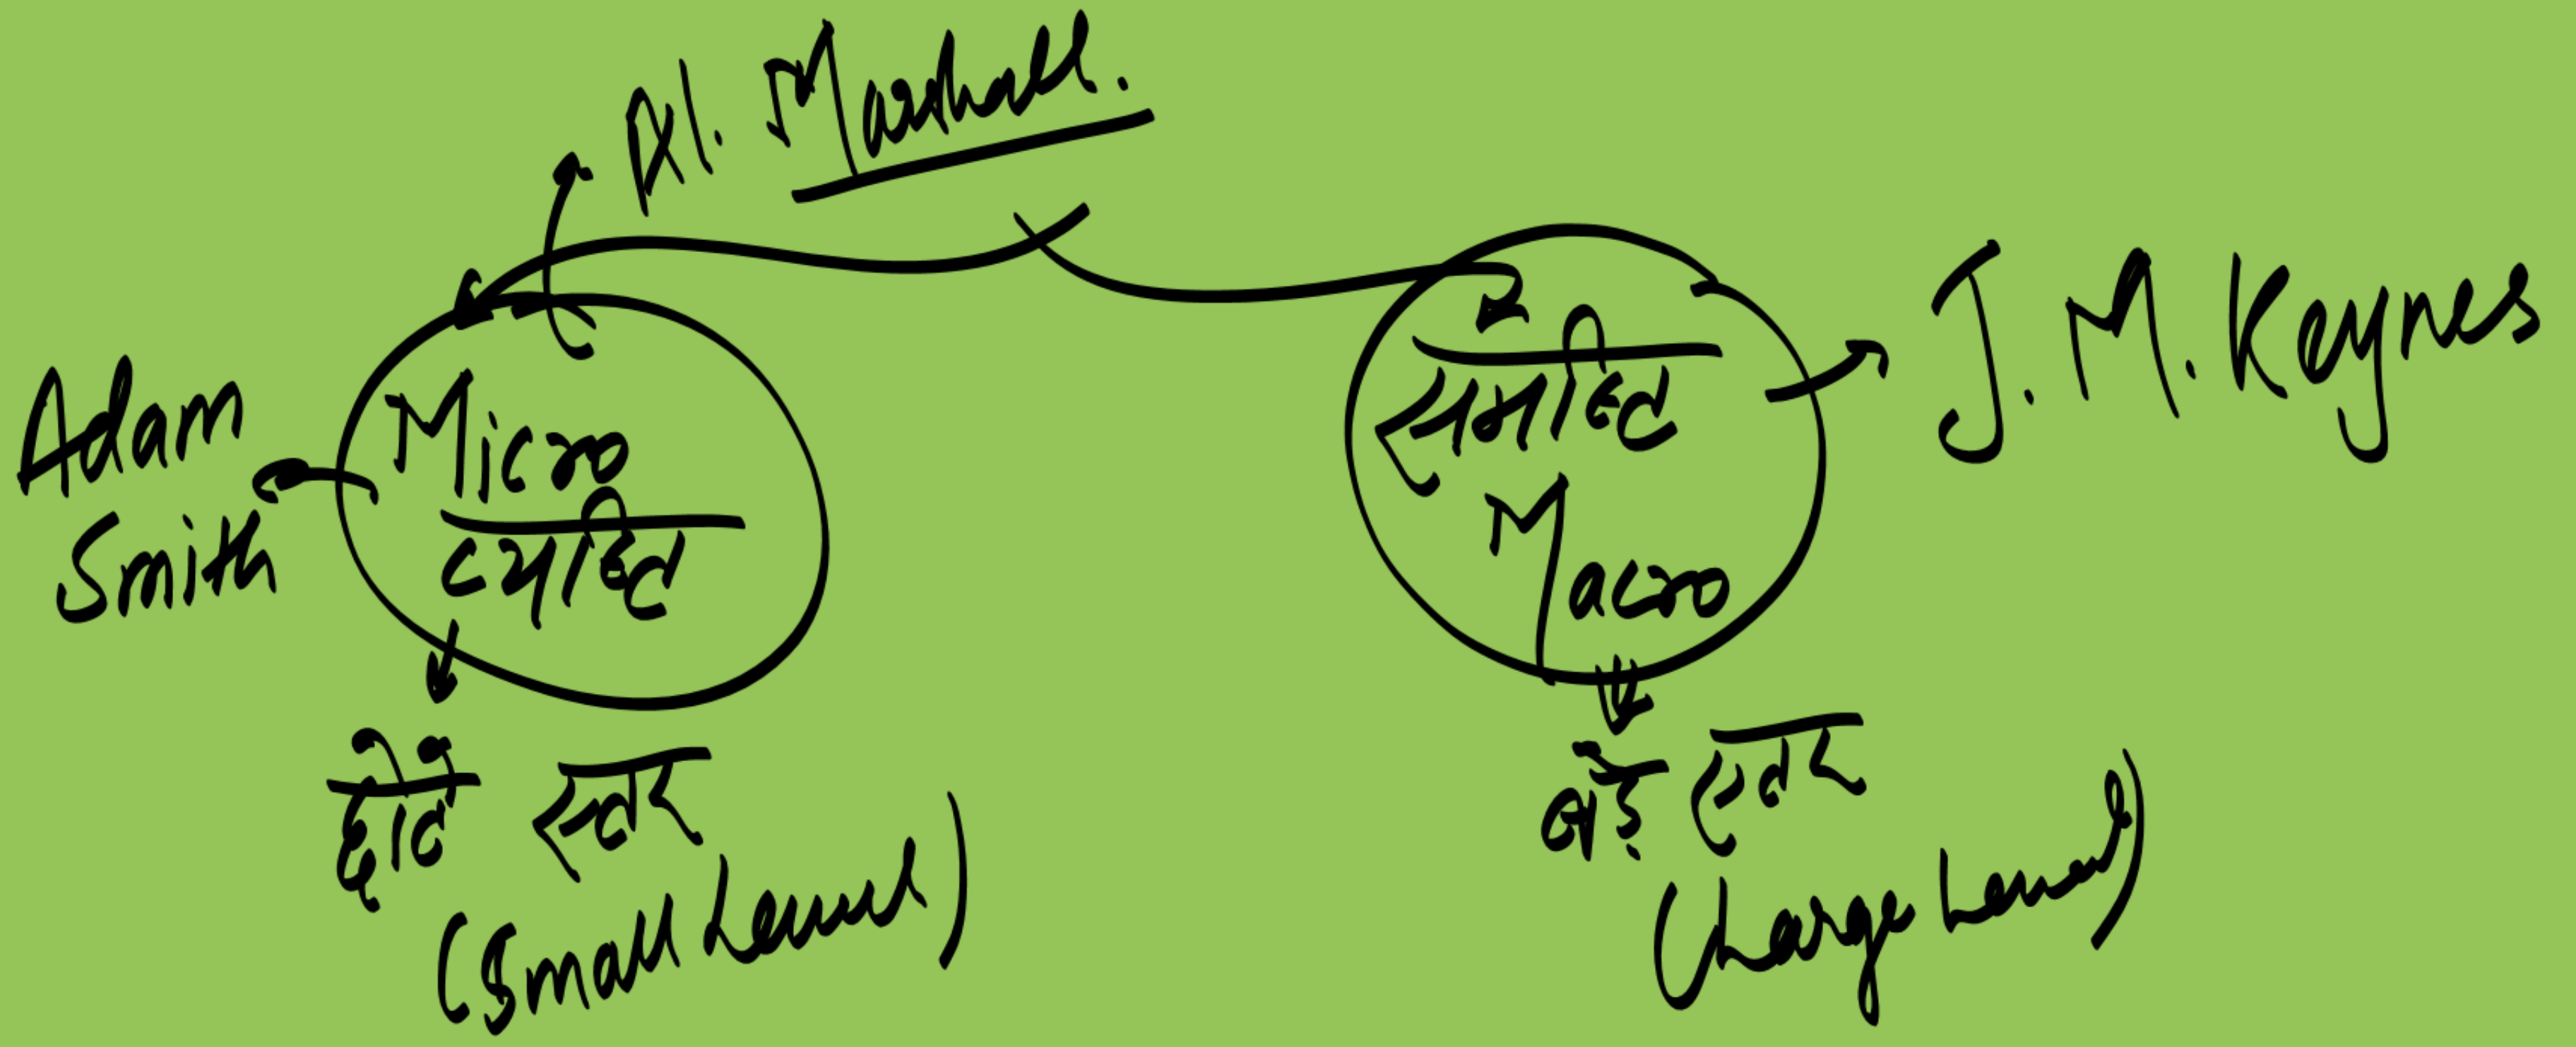 Al. Marshall.
Adam
Smith
Micro
व्यष्टि
छोटे स्तर
(Small Level)
समष्टि
Macro
J. M. Keynes
बड़े स्तर
(Large Level)